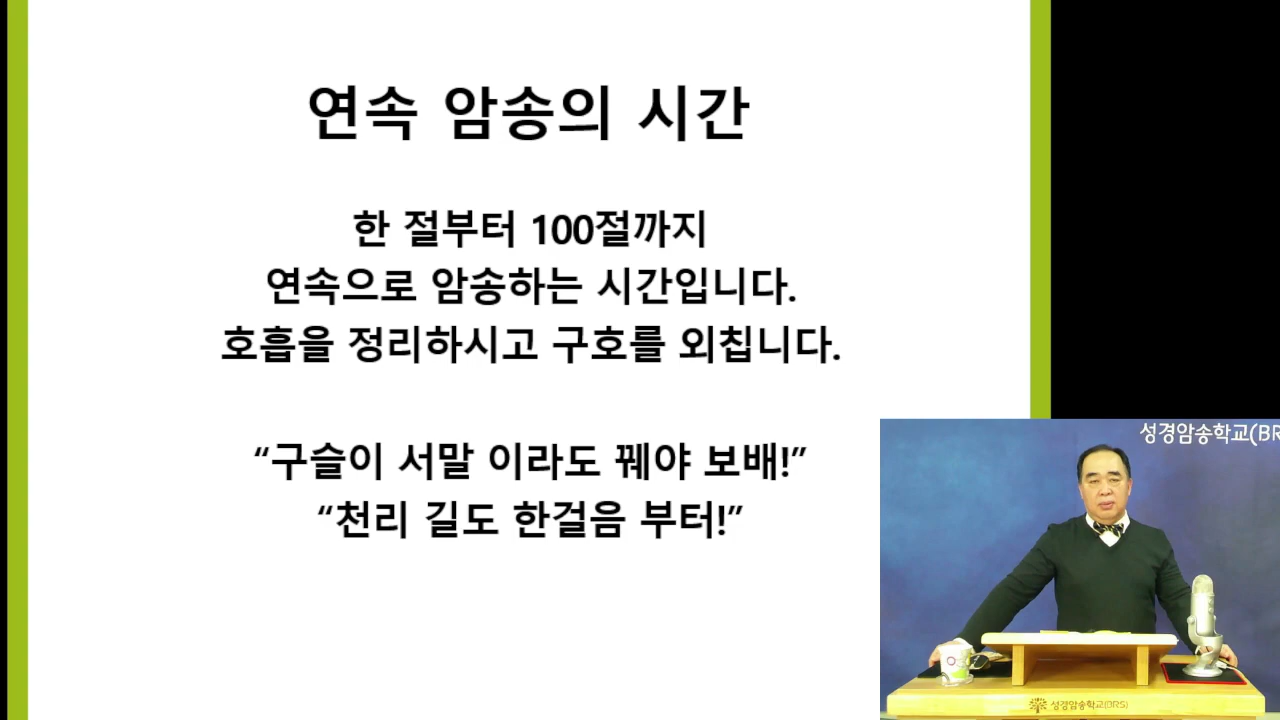 연속 암송의 시간
한 절부터 100절까지
연속으로 암송하는 시간입니다.
호흡을 정리하시고 구호를 외칩니다.
“구슬이 서말 이라도 꿰야 보배!”
“천리 길도 한걸음 부터!”
성경암송학교(BR
성경암송학교(BRS)